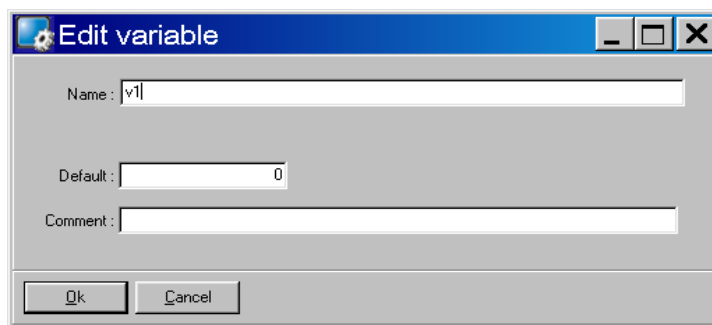 Edit variable
Name : v1
Default : 0
Comment :
Ok Cancel